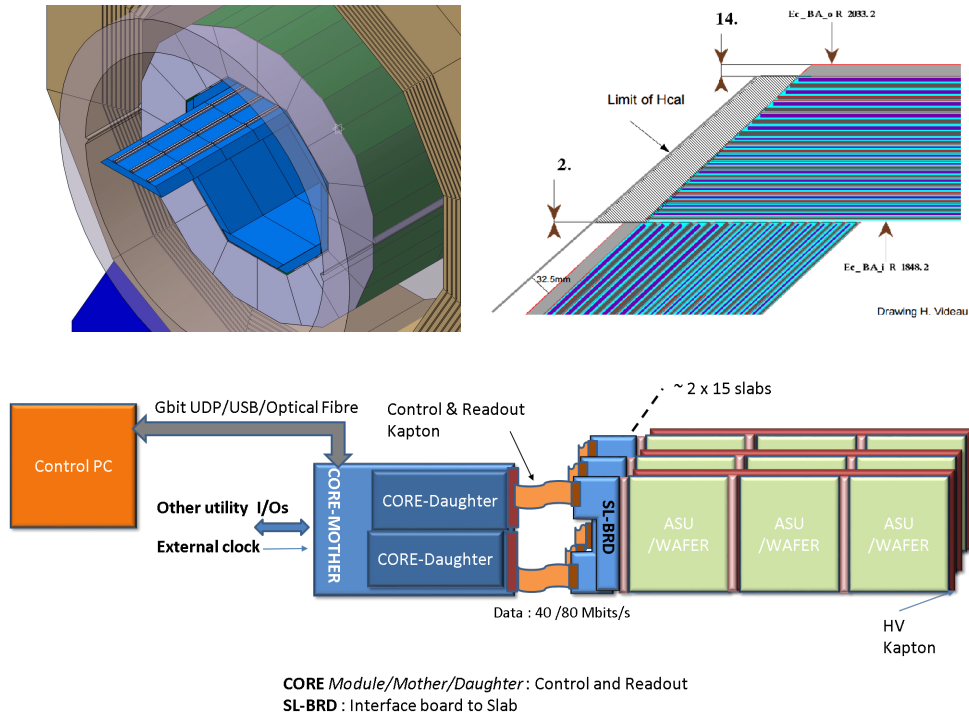 14.
Ec_BA_o R 2033.2
Limit of Hcal
2.
32.5mm
Ec_BA_i R 1848.2
Drawing H. Videau
~ 2 x 15 slabs
Gbit UDP/USB/Optical Fibre
Control & Readout
Kapton
Control PC
CORE-MOTHER
CORE-Daughter
CORE-Daughter
Other utility I/Os
External clock
SL-BRD
ASU
/WAFER
ASU
/WAFER
ASU
/WAFER
Data : 40 /80 Mbits/s
HV
Kapton
CORE Module/Mother/Daughter : Control and Readout
SL-BRD : Interface board to Slab